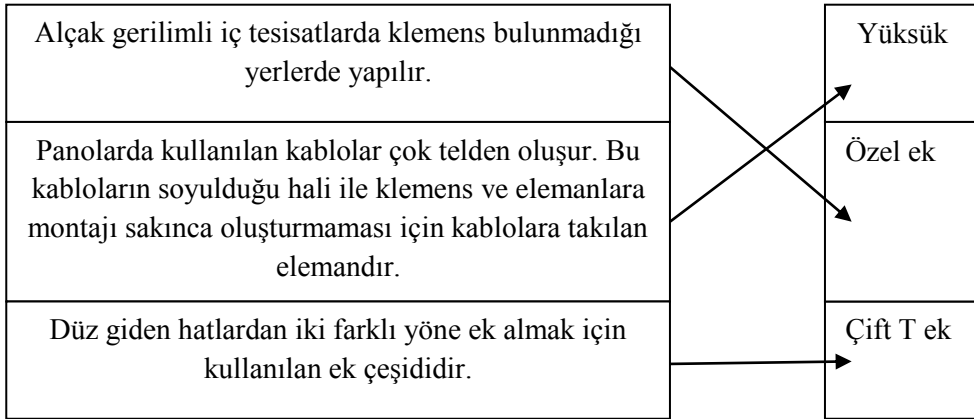 Alçak gerilimli iç tesisatlarda klemens bulunmadığı
yerlerde yapılır.
Yüksük
Panolarda kullanılan kablolar çok telden oluşur. Bu
kabloların soyulduğu hali ile klemens ve elemanlara
montajı sakınca oluşturmaması için kablolara takılan
elemandır.
Özel ek
Düz giden hatlardan iki farklı yöne ek almak için
kullanılan ek çeşididir.
Çift T ek